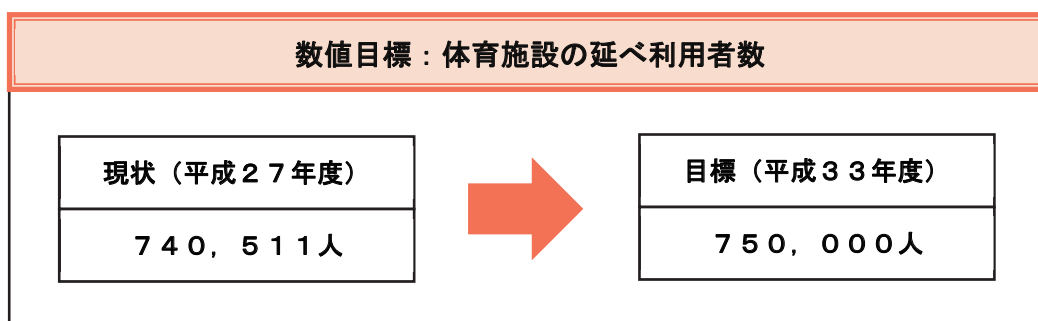 数値目標：体育施設の延べ利用者数
現状（平成２７年度）
７４０，５１１人
目標（平成３３年度）
７５０，０００人